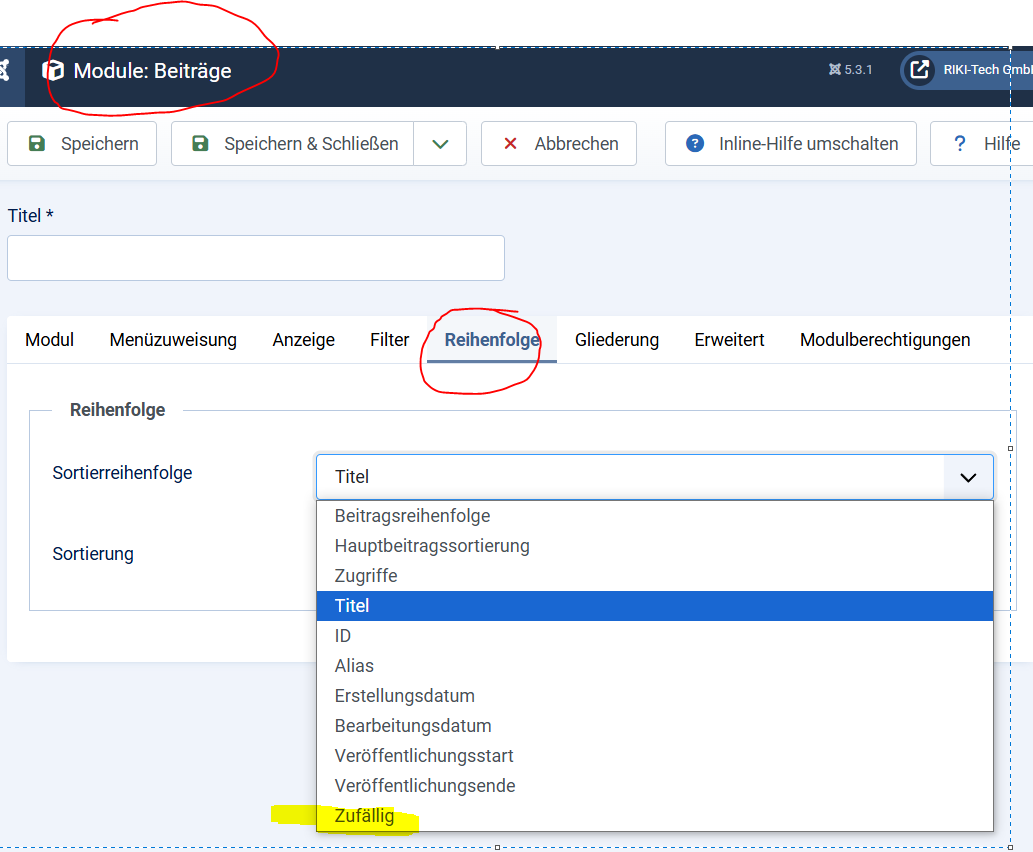 Module: Beiträge
5.3.1
RIKI-Tech Gmb
Speichern
Speichern & Schließen
Abbrechen
Inline-Hilfe umschalten
Hilfe
Titel *
Modul
Menüzuweisung
Anzeige
Filter
Reihenfolge
Gliederung
Erweitert
Modulberechtigungen
Reihenfolge
Sortierreihenfolge
Titel
Beitragsreihenfolge
Hauptbeitragssortierung
Sortierung
Zugriffe
Titel
ID
Alias
Erstellungsdatum
Bearbeitungsdatum
Veröffentlichungsstart
Veröffentlichungsende
Zufällig